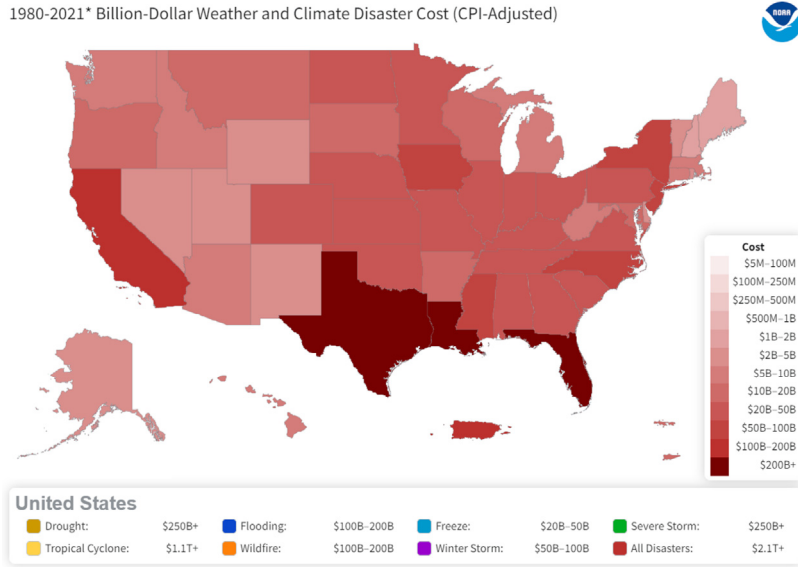 1980-2021* Billion-Dollar Weather and Climate Disaster Cost (CPI-Adjusted)
NOAA
Cost
$5M–100M
$100M–250M
$250M–500M
$500M–1B
$1B–2B
$2B–5B
$5B–10B
$10B–20B
$20B–50B
$50B–100B
$100B–200B
$200B+
United States
Drought: $250B+ Flooding: $100B–200B Freeze: $20B–50B Severe Storm: $250B+
Tropical Cyclone: $1.1T+ Wildfire: $100B–200B Winter Storm: $50B–100B All Disasters: $2.1T+